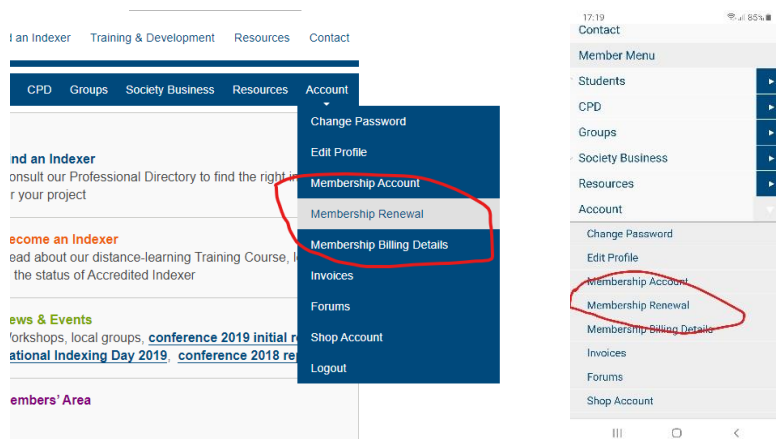 d an Indexer Training & Development Resources Contact
CPD Groups Society Business Resources Account
Change Password
Edit Profile
Membership Account
Membership Renewal
Membership Billing Details
Invoices
Forums
Shop Account
Logout
ind an Indexer
onsult our Professional Directory to find the right in
r your project
ecome an Indexer
ead about our distance-learning Training Course, l
the status of Accredited Indexer
ews & Events
orkshops, local groups, conference 2019 initial r
ational Indexing Day 2019, conference 2018 rep
embers' Area
17:19 85%
Contact
Member Menu
Students
CPD
Groups
Society Business
Resources
Account
Change Password
Edit Profile
Membership Account
Membership Renewal
Membership Billing Details
Invoices
Forums
Shop Account